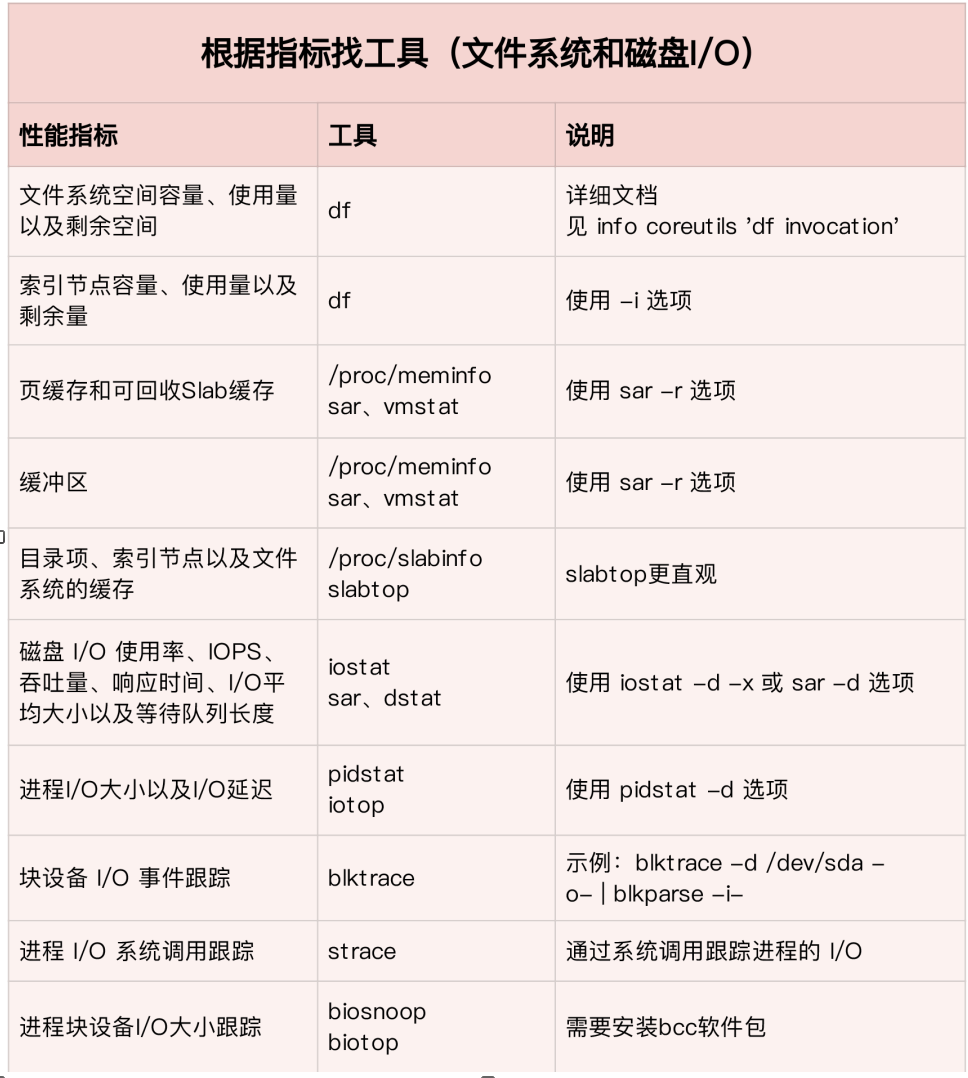 根据指标找工具（文件系统和磁盘I/O）
性能指标
工具
说明
文件系统空间容量、使用量
以及剩余空间
df
详细文档
见 info coreutils ’df invocation’
索引节点容量、使用量以及
剩余量
df
使用 –i 选项
页缓存和可回收Slab缓存
/proc/meminfo
sar、vmstat
使用 sar –r 选项
缓冲区
/proc/meminfo
sar、vmstat
使用 sar –r 选项
目录项、索引节点以及文件
系统的缓存
/proc/slabinfo
slabtop
slabtop更直观
磁盘 I/O 使用率、IOPS、
吞吐量、响应时间、I/O平
均大小以及等待队列长度
iostat
sar、dstat
使用 iostat –d –x 或 sar –d 选项
进程I/O大小以及I/O延迟
pidstat
iotop
使用 pidstat –d 选项
块设备 I/O 事件跟踪
blktrace
示例：blktrace –d /dev/sda –
o– | blkparse –i–
进程 I/O 系统调用跟踪
strace
通过系统调用跟踪进程的 I/O
进程块设备I/O大小跟踪
biosnoop
biotop
需要安装bcc软件包